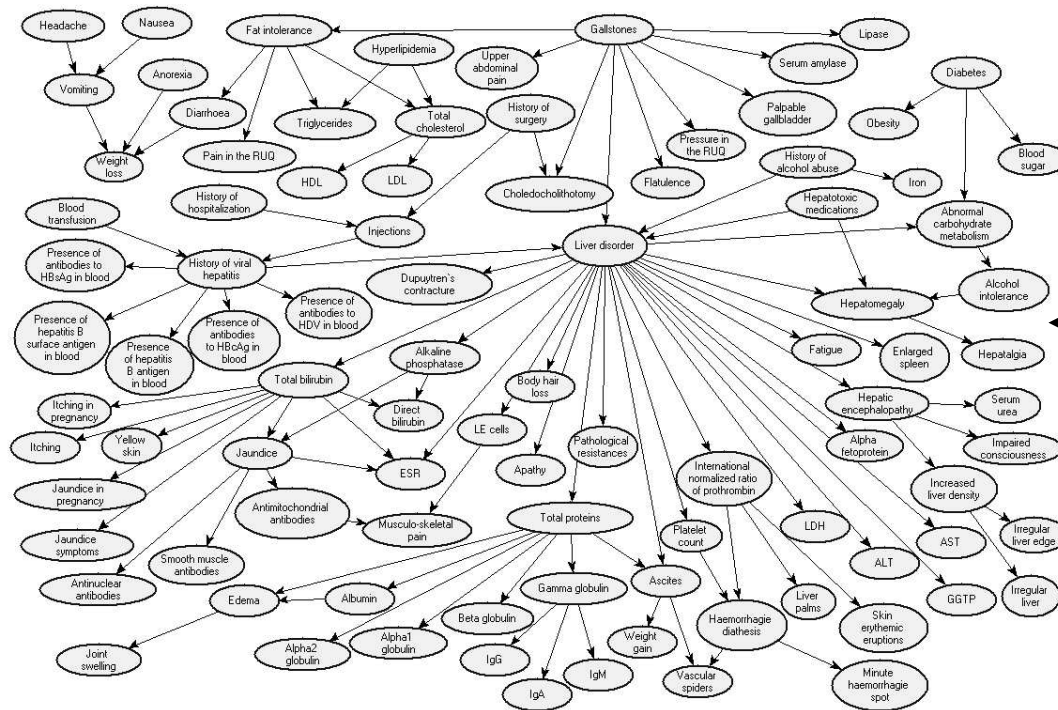 Headache
Nausea
Fat intolerance
Gallstones
Lipase
Hyperlipidemia
Upper
abdominal
pain
Serum amylase
Diabetes
Vomiting
Anorexia
Diarrhoea
Triglycerides
Total
cholesterol
History
of surgery
Palpable
gallbladder
Obesity
Blood
sugar
Weight
loss
Pain in the RUQ
HDL
LDL
Pressure in
the RUQ
Flatulence
History of
alcohol abuse
Iron
Choledocholithotomy
Blood
transfusion
History of
hospitalization
Injections
Hepatotoxic
medications
Abnormal
carbohydrate
metabolism
Liver disorder
Presence of
antibodies to
HBsAg in blood
History of viral
hepatitis
Dupuytren's
contracture
Presence of
antibodies to
HDV in blood
Hepatomegaly
Alcohol
intolerance
Presence of
hepatitis B
surface antigen
in blood
Presence
of hepatitis
B antigen
in blood
Presence of
antibodies
to HBcAg in
blood
Alkaline
phosphatase
Fatigue
Enlarged
spleen
Hepatalgia
Total bilirubin
Body hair
loss
Hepatic
encephalopathy
Serum
urea
Itching in
pregnancy
Direct
bilirubin
Itching
Yellow
skin
Jaundice
LE cells
ESR
Apathy
Pathological
resistances
International
normalized ratio
of prothrombin
Alpha
fetoprotein
Impaired
consciousness
Increased
liver density
Jaundice in
pregnancy
Antimitochondrial
antibodies
Musculo-skeletal
pain
Total proteins
Platelet
count
LDH
AST
Irregular
liver edge
Jaundice
symptoms
Smooth muscle
antibodies
ALT
Antinuclear
antibodies
Edema
Albumin
Gamma globulin
Ascites
Liver
palms
GGTP
Irregular
liver
Beta globulin
Haemorrhagie
diathesis
Skin
erythemic
eruptions
Joint
swelling
Alpha2
globulin
Alpha1
globulin
IgG
IgA
IgM
Weight
gain
Vascular
spiders
Minute
haemorrhagie
spot